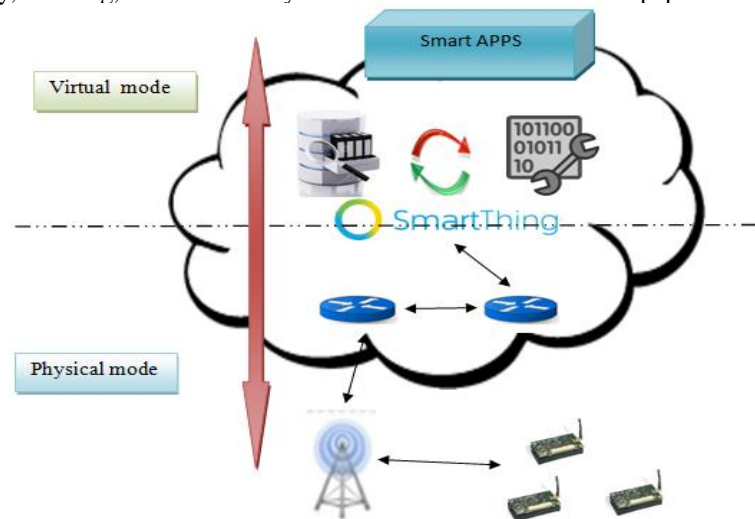 Smart APPS
Virtual mode
101100
01011
10
SmartThing
Physical mode